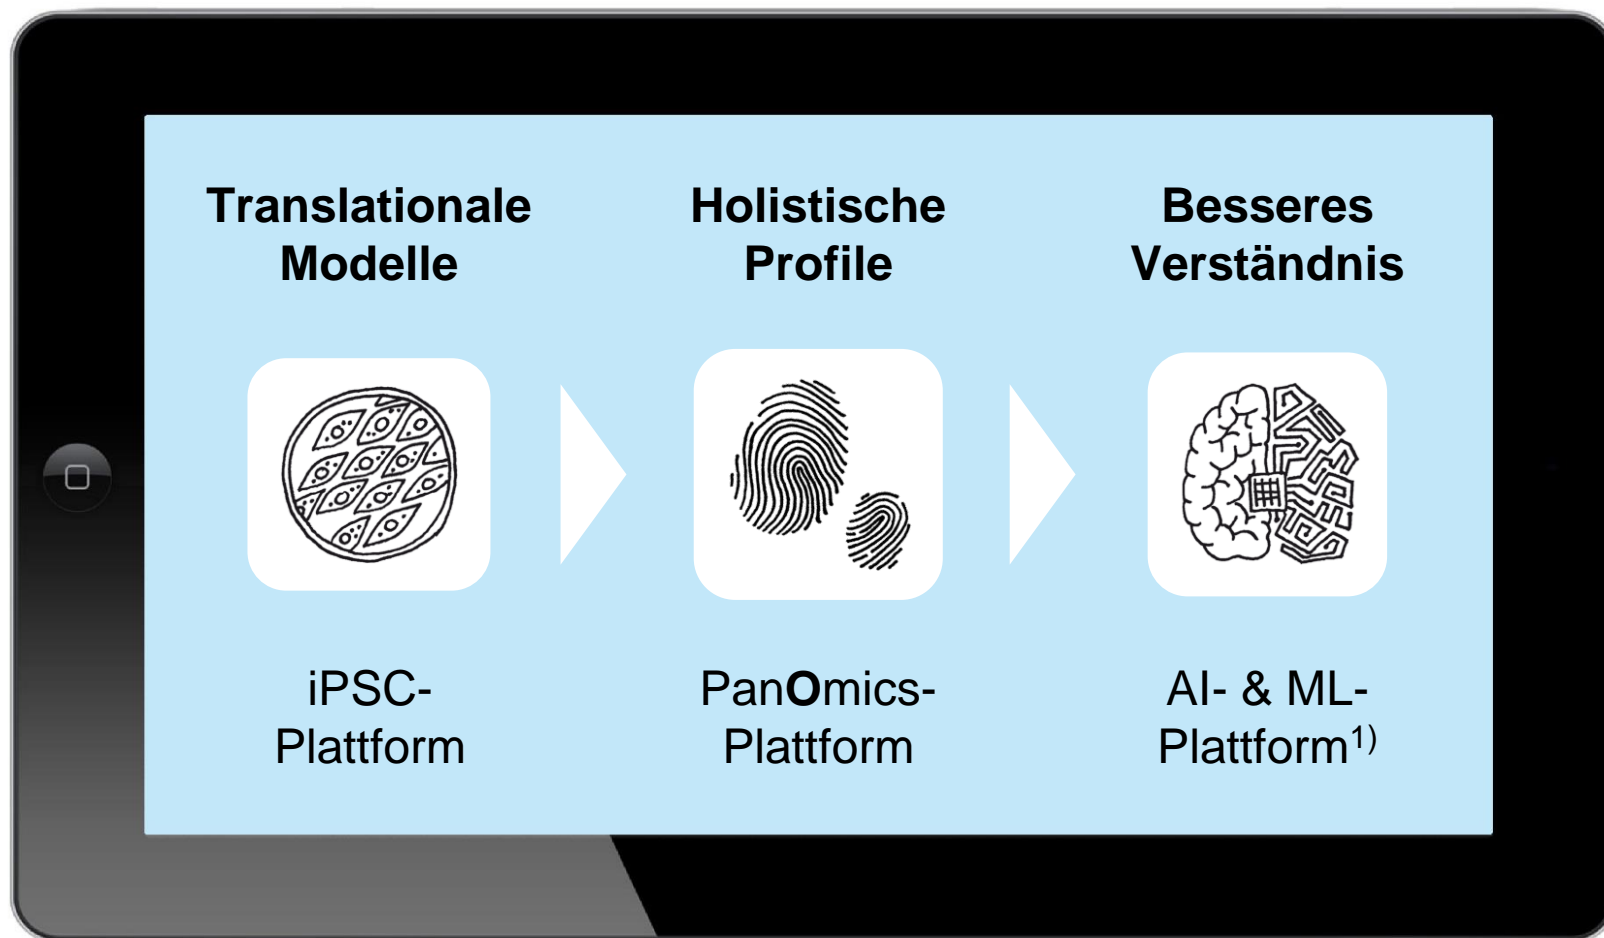 Translationale
Modelle
Holistische
Profile
Besseres
Verständnis
iPSC-
Plattform
PanOmics-
Plattform
AI- & ML-
Plattform¹⁾